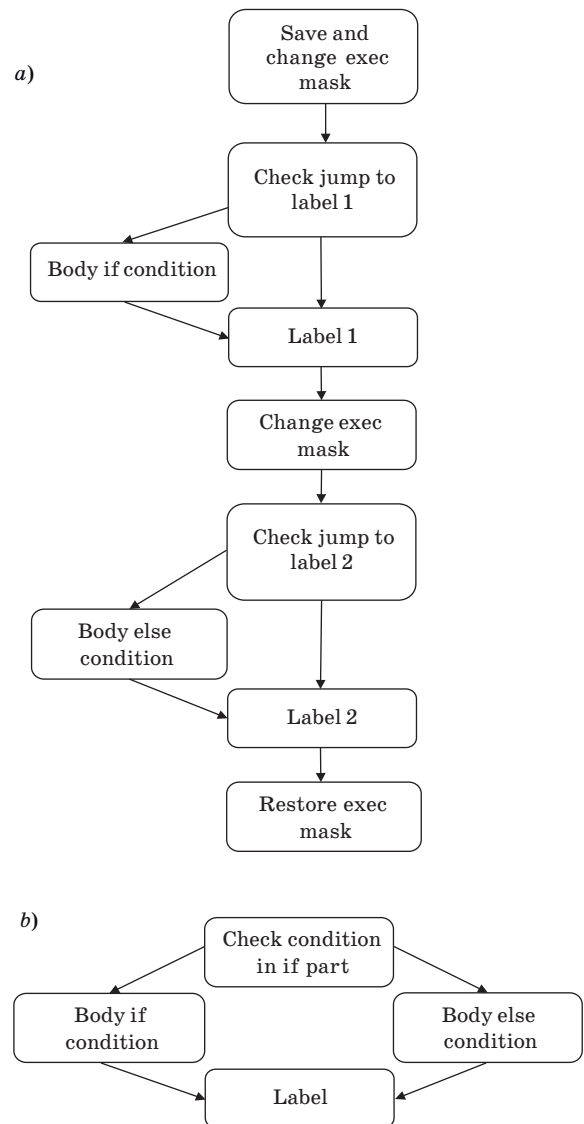 a)
Save and
change exec
mask
Check jump to
label 1
Body if condition
Label 1
Change exec
mask
Check jump to
label 2
Body else
condition
Label 2
Restore exec
mask
b)
Check condition
in if part
Body if
condition
Body else
condition
Label